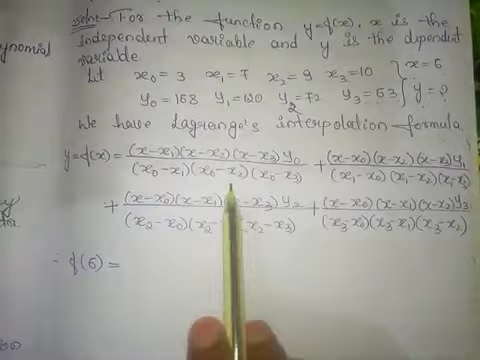 ynomial
Soln:- For the function y=f(x), x is the
independent variable and y is the dependent
variable
Let x₀ = 3 x₁ = 7 x₂ = 9 x₃ = 10 } x = 6
y₀ = 168 y₁ = 120 y₂ = 72 y₃ = 63 } y = ?
We have Lagrange's interpolation formula.
y = f(x) = (x-x₁)(x-x₂)(x-x₃) y₀ / (x₀-x₁)(x₀-x₂)(x₀-x₃) + (x-x₀)(x-x₂)(x-x₃) y₁ / (x₁-x₀)(x₁-x₂)(x₁-x₃)
+ (x-x₀)(x-x₁)(x-x₃) y₂ / (x₂-x₀)(x₂-x₁)(x₂-x₃) + (x-x₀)(x-x₁)(x-x₂) y₃ / (x₃-x₀)(x₃-x₁)(x₃-x₂)
∴ f(6) =